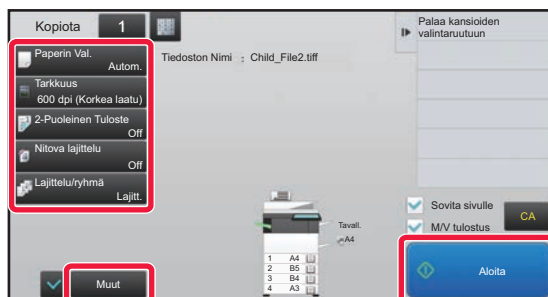 Kopiota 1
Palaa kansioiden
valintaruutuun
Paperin Val.
Autom.
Tiedoston Nimi : Child_File2.tiff
Tarkkuus
600 dpi (Korkea laatu)
2-Puoleinen Tuloste
Off
Nitova lajittelu
Off
Lajittelu/ryhmä
Lajitt.
Sovita sivulle
M/V tulostus
CA
Tavall.
A4
1 A4
2 B5
3 B4
4 A3
Muut
Aloita